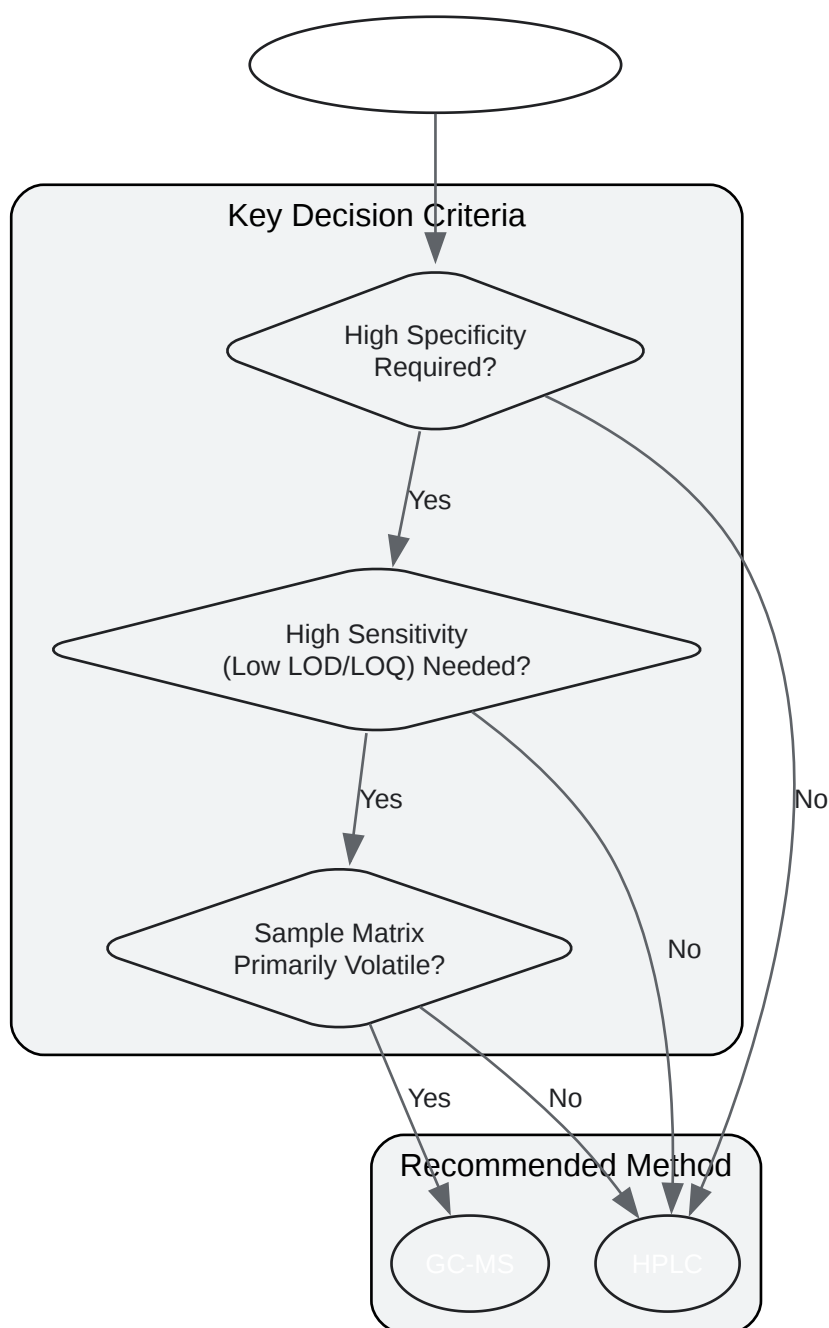 Key Decision Criteria
High Specificity
Required?
Yes
High Sensitivity
(Low LOD/LOQ) Needed?
Yes
No
Sample Matrix
Primarily Volatile?
No
Yes
No
Recommended Method
GC-MS
HPLC